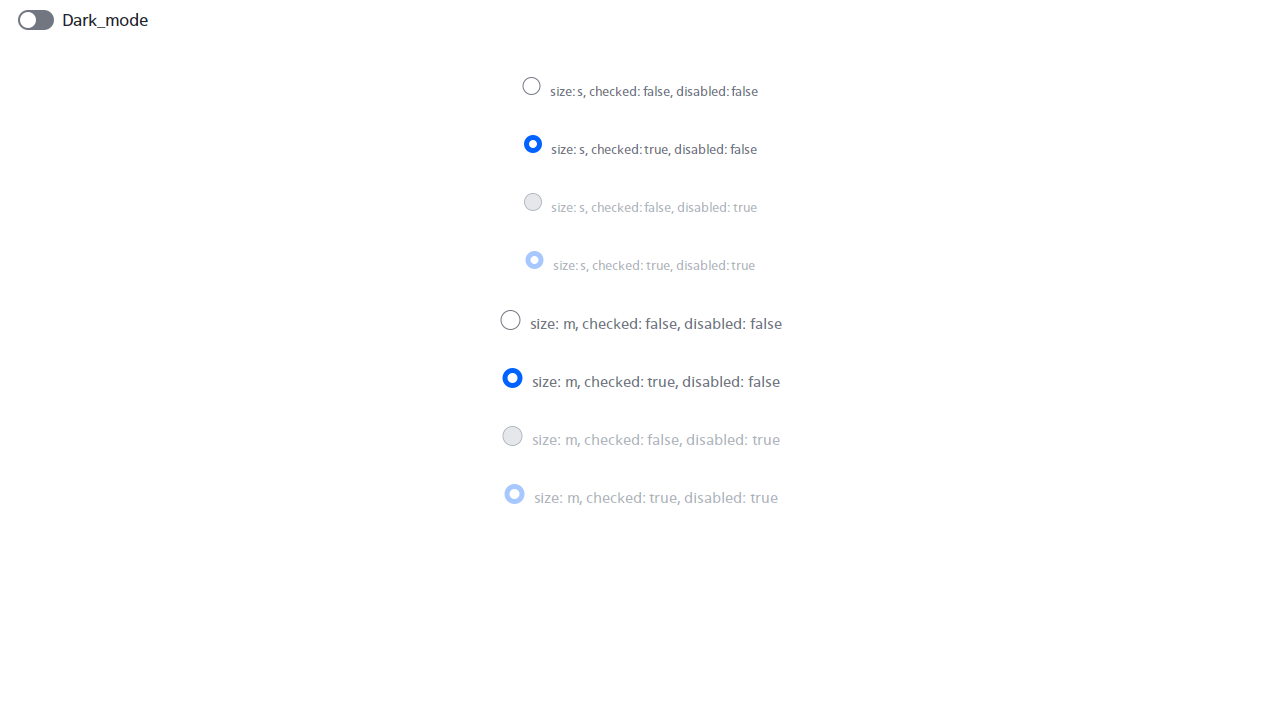 Dark_mode
size: s, checked: false, disabled: false
size: s, checked: true, disabled: false
size: s, checked: false, disabled: true
size: s, checked: true, disabled: true
size: m, checked: false, disabled: false
size: m, checked: true, disabled: false
size: m, checked: false, disabled: true
size: m, checked: true, disabled: true